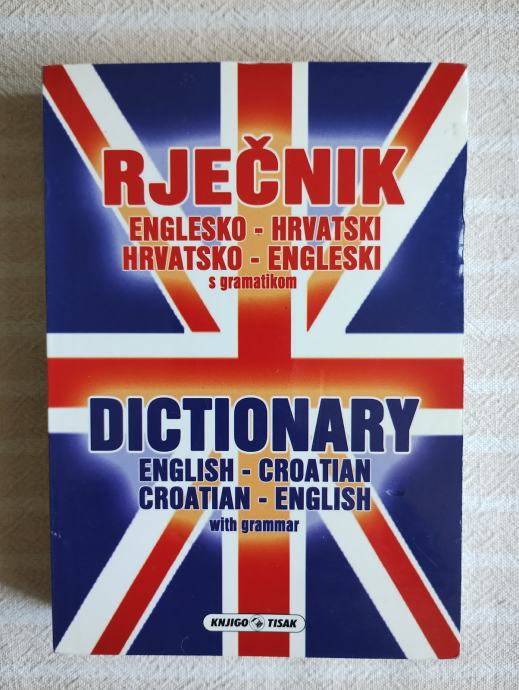 RJEČNIK
ENGLESKO - HRVATSKI
HRVATSKO - ENGLESKI
s gramatikom
DICTIONARY
ENGLISH - CROATIAN
CROATIAN - ENGLISH
with grammar
KNJIGO TISAK